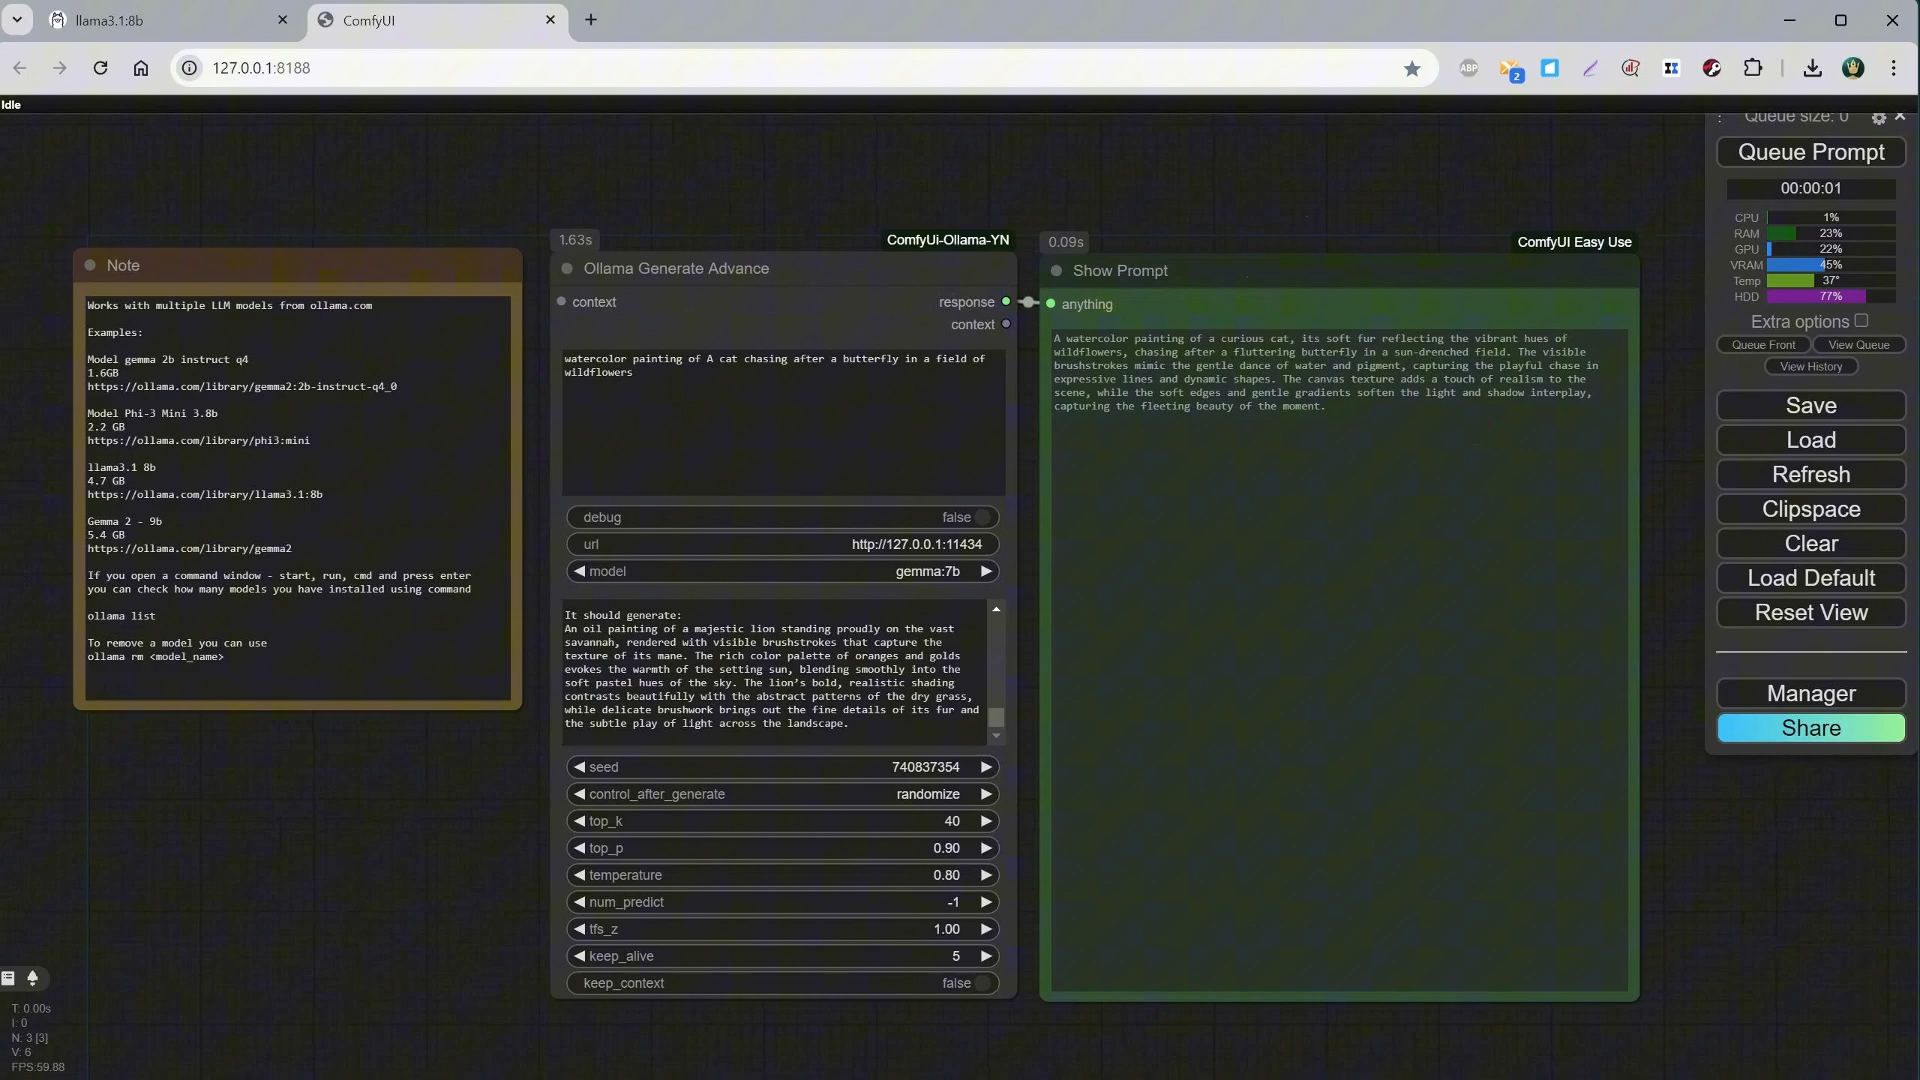 llama3.1:8b
ComfyUI
127.0.0.1:8188
ABP
2
Idle
Queue size: 0
Queue Prompt
00:00:01
CPU 1%
RAM 23%
GPU 22%
VRAM 45%
Temp 37°
HDD 77%
Extra options
Queue Front View Queue
View History
Save
Load
Refresh
Clipspace
Clear
Load Default
Reset View
Manager
Share
Note
Works with multiple LLM models from ollama.com
Examples:
Model gemma 2b instruct q4
1.6GB
https://ollama.com/library/gemma2:2b-instruct-q4_0
Model Phi-3 Mini 3.8b
2.2 GB
https://ollama.com/library/phi3:mini
llama3.1 8b
4.7 GB
https://ollama.com/library/llama3.1:8b
Gemma 2 - 9b
5.4 GB
https://ollama.com/library/gemma2
If you open a command window - start, run, cmd and press enter
you can check how many models you have installed using command
ollama list
To remove a model you can use
ollama rm <model_name>
1.63s
ComfyUi-Ollama-YN
Ollama Generate Advance
context
response
context
watercolor painting of A cat chasing after a butterfly in a field of
wildflowers
debug false
url http://127.0.0.1:11434
model gemma:7b
It should generate:
An oil painting of a majestic lion standing proudly on the vast
savannah, rendered with visible brushstrokes that capture the
texture of its mane. The rich color palette of oranges and golds
evokes the warmth of the setting sun, blending smoothly into the
soft pastel hues of the sky. The lion’s bold, realistic shading
contrasts beautifully with the abstract patterns of the dry grass,
while delicate brushwork brings out the fine details of its fur and
the subtle play of light across the landscape.
seed 740837354
control_after_generate randomize
top_k 40
top_p 0.90
temperature 0.80
num_predict -1
tfs_z 1.00
keep_alive 5
keep_context false
0.09s
ComfyUI Easy Use
Show Prompt
anything
A watercolor painting of a curious cat, its soft fur reflecting the vibrant hues of
wildflowers, chasing after a fluttering butterfly in a sun-drenched field. The visible
brushstrokes mimic the gentle dance of water and pigment, capturing the playful chase in
expressive lines and dynamic shapes. The canvas texture adds a touch of realism to the
scene, while the soft edges and gentle gradients soften the light and shadow interplay,
capturing the fleeting beauty of the moment.
T: 0.00s
I: 0
N: 3 [3]
V: 6
FPS:59.88